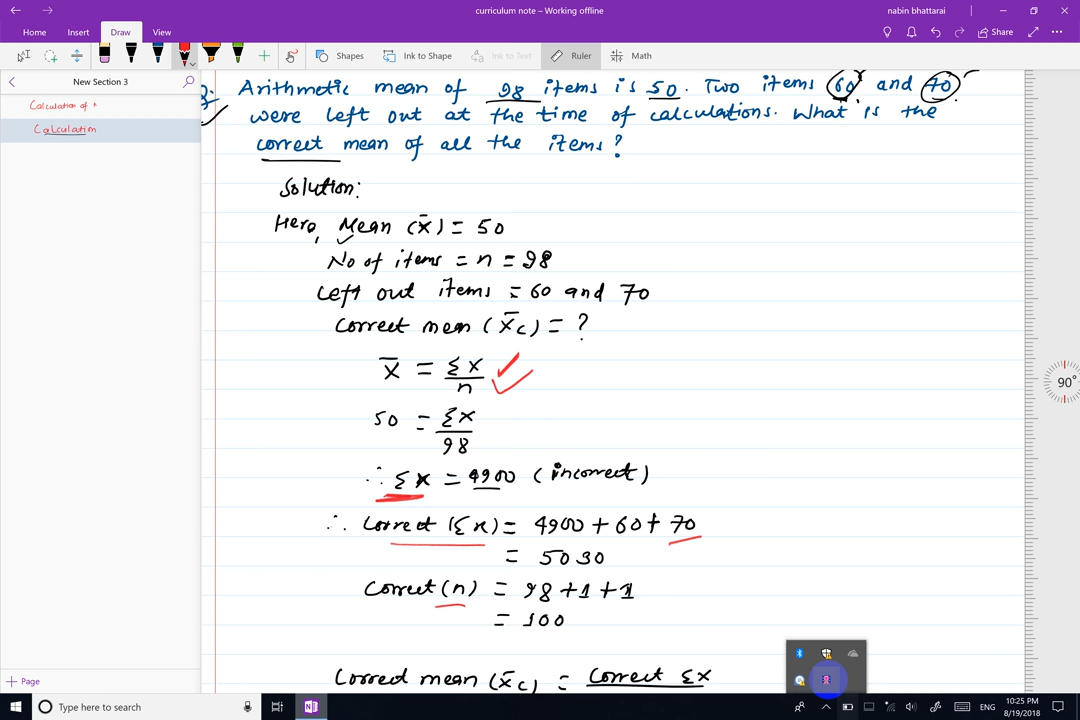 curriculum note – Working offline
nabin bhattarai
Home Insert Draw View
Share
Shapes Ink to Shape Ink to Text Ruler Math
New Section 3
Calculation of
Calculation
Q. Arithmetic mean of 98 items is 50. Two items 60 and 70
were left out at the time of calculations. What is the
correct mean of all the items?
Solution:
Here, Mean (X̄) = 50
No of items = n = 98
Left out items = 60 and 70
Correct mean (X̄c) = ?
X̄ = Σx/n
50 = Σx/98
∴ Σx = 4900 (incorrect)
∴ Correct (Σx) = 4900 + 60 + 70
= 5030
Correct (n) = 98 + 1 + 1
= 100
Corred mean (X̄c) = Correct Σx
90°
+ Page
Type here to search
ENG
10:25 PM
8/19/2018